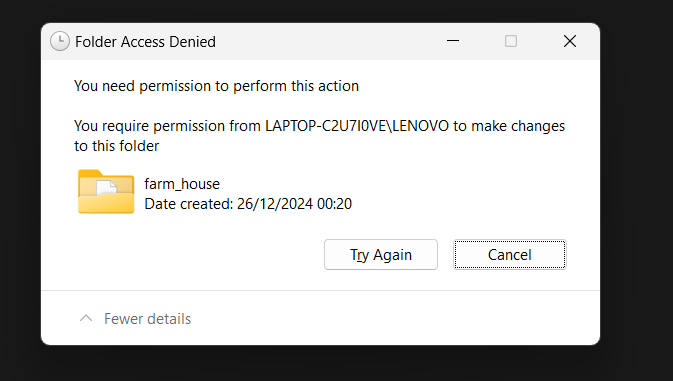 Folder Access Denied
You need permission to perform this action
You require permission from LAPTOP-C2U7I0VE\LENOVO to make changes
to this folder
farm_house
Date created: 26/12/2024 00:20
Try Again
Cancel
Fewer details